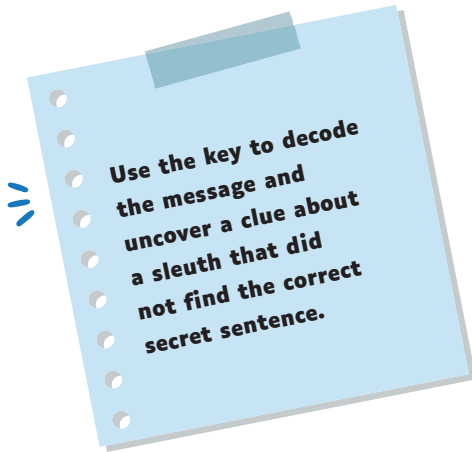 Use the key to decode
the message and
uncover a clue about
a sleuth that did
not find the correct
secret sentence.